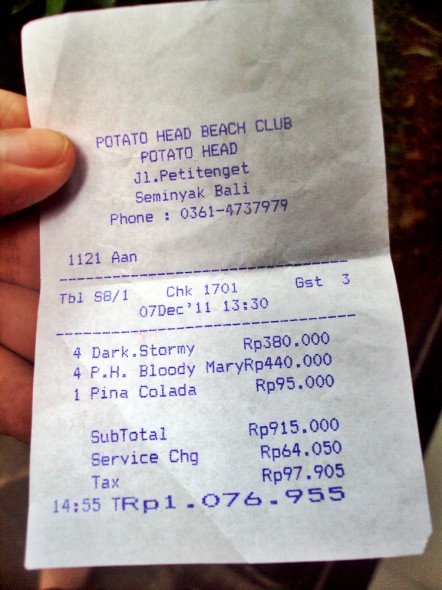 POTATO HEAD BEACH CLUB
POTATO HEAD
Jl.Petitenget
Seminyak Bali
Phone : 0361-4737979
1121 Aan
Tbl S8/1 Chk 1701 Gst 3
07Dec'11 13:30
4 Dark.Stormy Rp380.000
4 P.H. Bloody MaryRp440.000
1 Pina Colada Rp95.000
SubTotal Rp915.000
Service Chg Rp64.050
Tax Rp97.905
14:55 TRp1.076.955